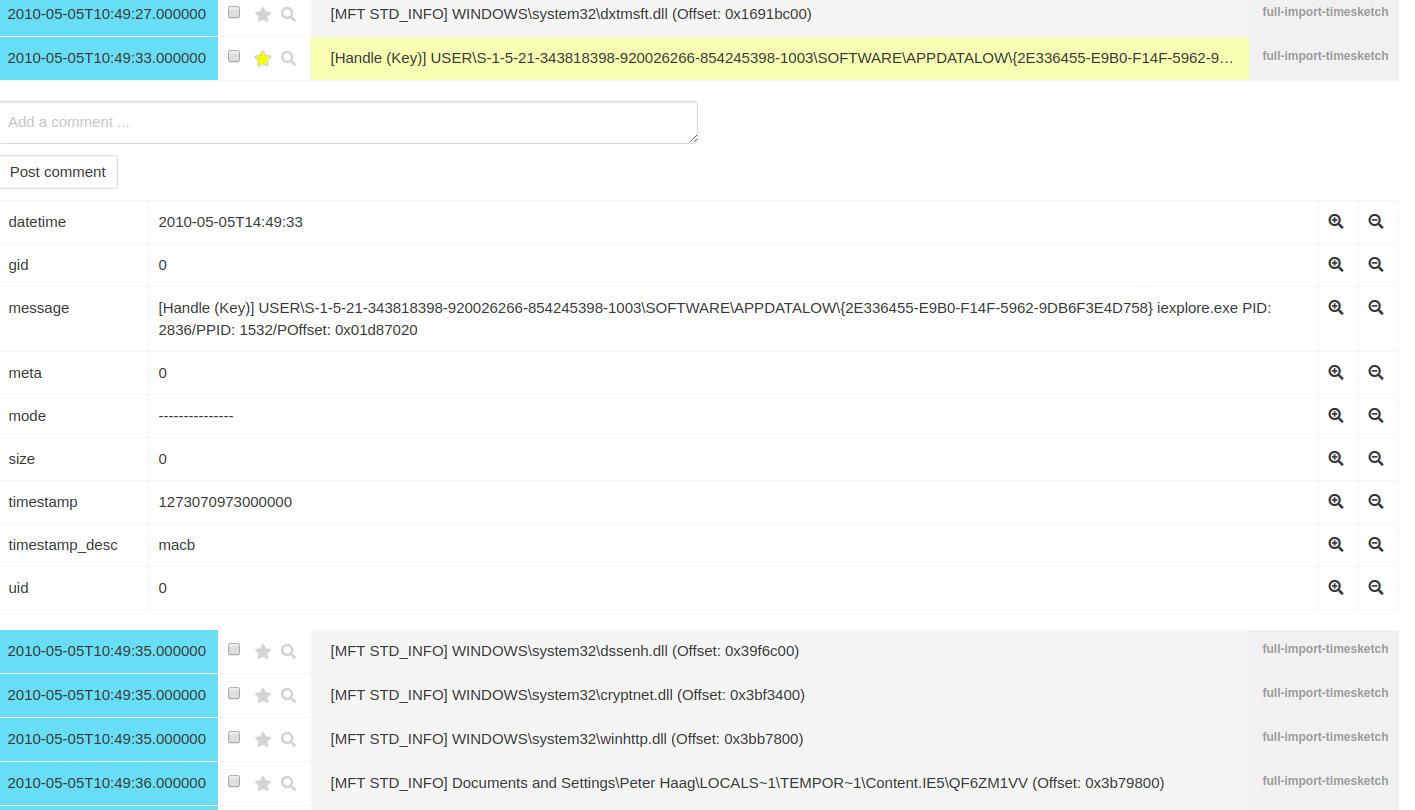 2010-05-05T10:49:27.000000 [MFT STD_INFO] WINDOWS\system32\dxtmsft.dll (Offset: 0x1691bc00) full-import-timesketch
2010-05-05T10:49:33.000000 [Handle (Key)] USER\S-1-5-21-343818398-920026266-854245398-1003\SOFTWARE\APPDATALOW\{2E336455-E9B0-F14F-5962-9... full-import-timesketch
Add a comment ...
Post comment
datetime 2010-05-05T14:49:33
gid 0
message [Handle (Key)] USER\S-1-5-21-343818398-920026266-854245398-1003\SOFTWARE\APPDATALOW\{2E336455-E9B0-F14F-5962-9DB6F3E4D758} iexplore.exe PID:
2836/PPID: 1532/POffset: 0x01d87020
meta 0
mode ---------------
size 0
timestamp 1273070973000000
timestamp_desc macb
uid 0
2010-05-05T10:49:35.000000 [MFT STD_INFO] WINDOWS\system32\dssenh.dll (Offset: 0x39f6c00) full-import-timesketch
2010-05-05T10:49:35.000000 [MFT STD_INFO] WINDOWS\system32\cryptnet.dll (Offset: 0x3bf3400) full-import-timesketch
2010-05-05T10:49:35.000000 [MFT STD_INFO] WINDOWS\system32\winhttp.dll (Offset: 0x3bb7800) full-import-timesketch
2010-05-05T10:49:36.000000 [MFT STD_INFO] Documents and Settings\Peter Haag\LOCALS~1\TEMPOR~1\Content.IE5\QF6ZM1VV (Offset: 0x3b79800) full-import-timesketch